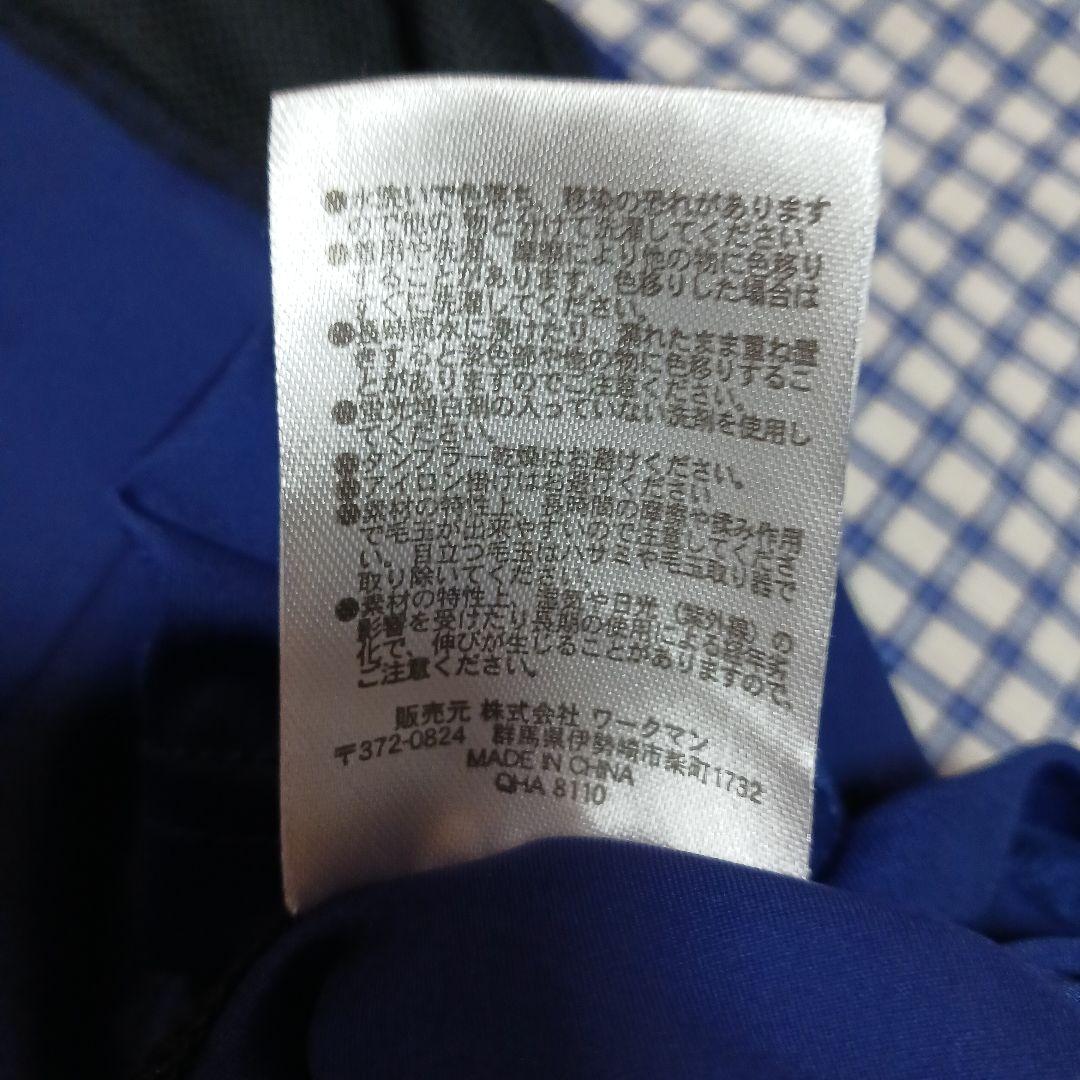 水洗いで色落ち、移染の恐れがあります
ので他の物と分けて洗濯してください
着用や洗濯、摩擦により他の物に色移り
することがあります。色移りした場合は
すぐに洗濯してください。
長時間水に漬けたり、濡れたまま重ね置
きすると淡色部や他の物に色移りするこ
とがありますのでご注意ください。
蛍光増白剤の入っていない洗剤を使用し
てください。
タンブラー乾燥はお避けください。
アイロン掛けはお避けください
素材の特性上、長時間の摩擦や揉み作用
で毛玉が出来やすいので注意してくださ
い。目立つ毛玉はハサミや毛玉取り器で
取り除いてください。
素材の特性上、湿気や日光（紫外線）の
影響を受けたり長期の使用による経年劣
化で、伸びが生じることがありますので、
ご注意ください。
販売元 株式会社 ワークマン
〒372-0824 群馬県伊勢崎市柴町1732
MADE IN CHINA
QHA 8110